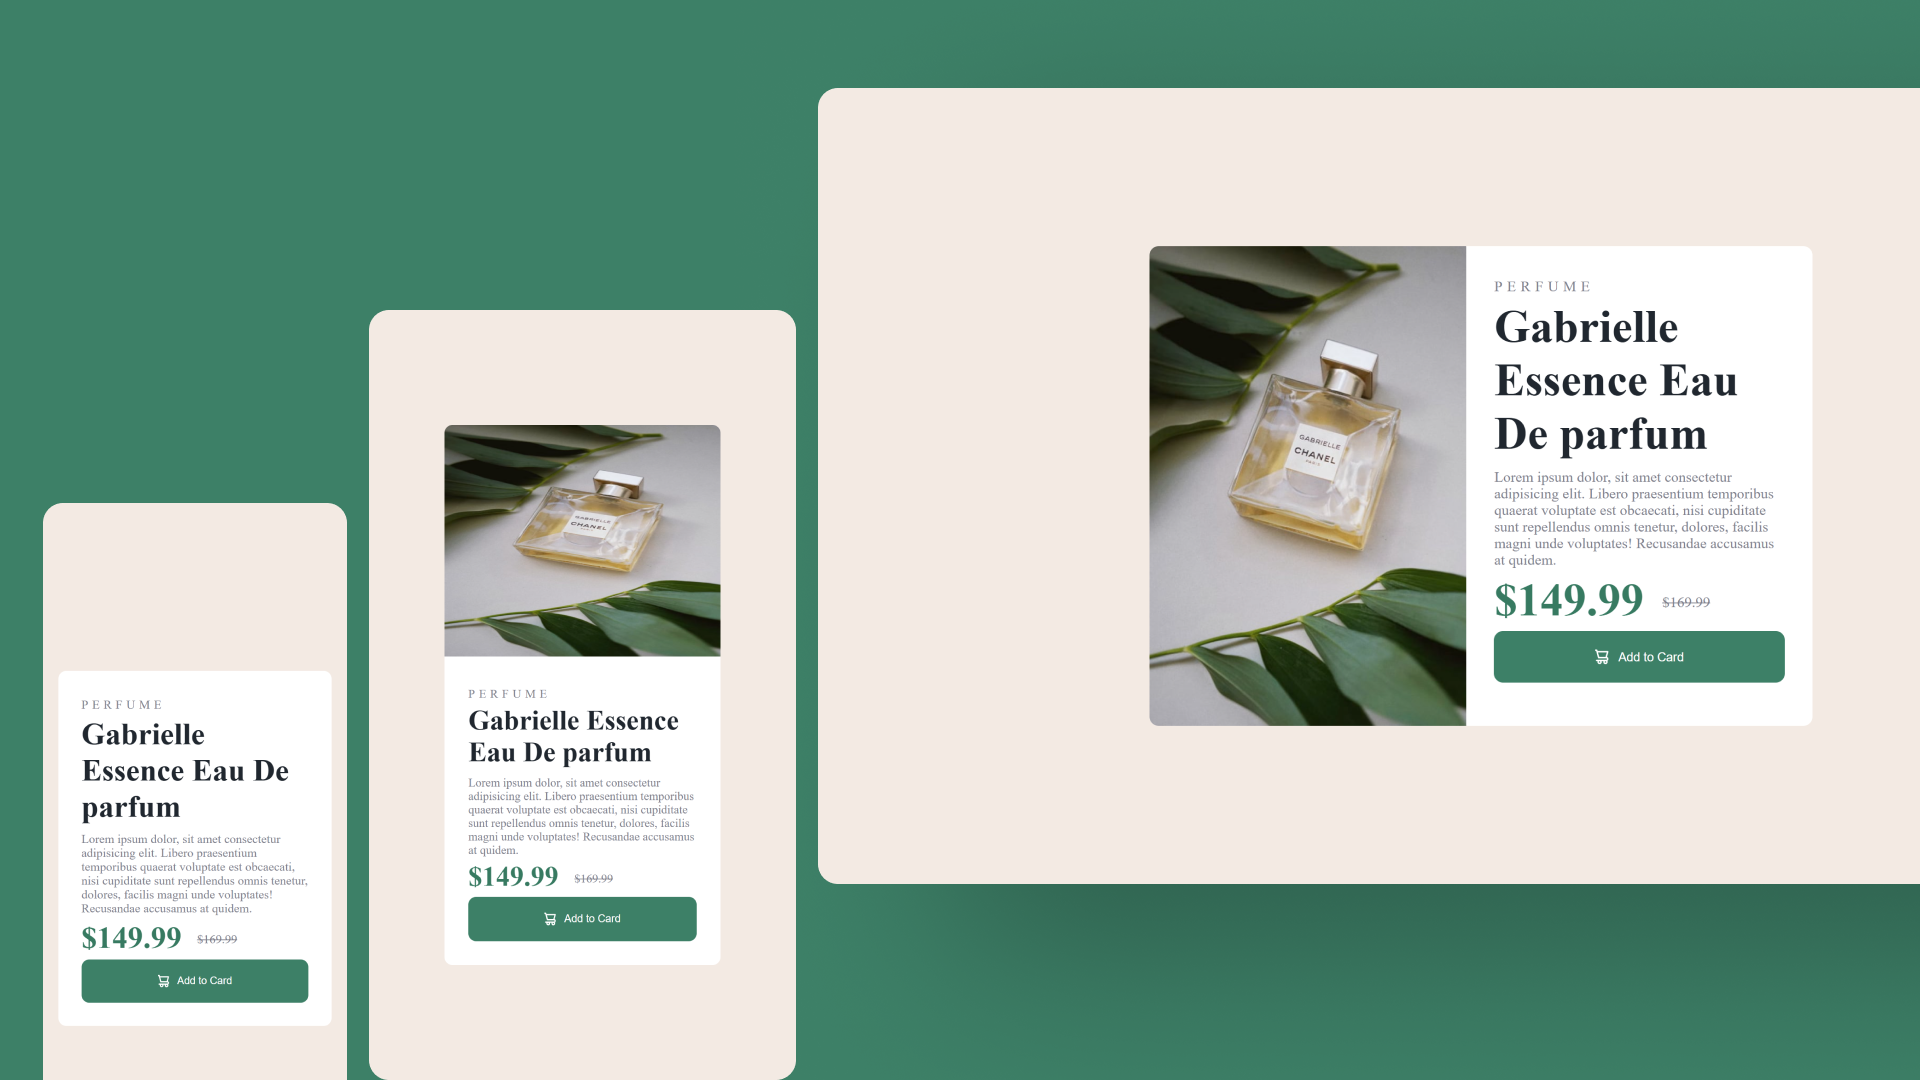 PERFUME
Gabrielle
Essence Eau De
parfum
Lorem ipsum dolor, sit amet consectetur
adipisicing elit. Libero praesentium
temporibus quaerat voluptate est obcaecati,
nisi cupiditate sunt repellendus omnis tenetur,
dolores, facilis magni unde voluptates!
Recusandae accusamus at quidem.
$149.99 $169.99
Add to Card
GABRIELLE
CHANEL
PERFUME
Gabrielle Essence
Eau De parfum
Lorem ipsum dolor, sit amet consectetur
adipisicing elit. Libero praesentium temporibus
quaerat voluptate est obcaecati, nisi cupiditate
sunt repellendus omnis tenetur, dolores, facilis
magni unde voluptates! Recusandae accusamus
at quidem.
$149.99 $169.99
Add to Card
GABRIELLE
CHANEL
PARIS
PERFUME
Gabrielle
Essence Eau
De parfum
Lorem ipsum dolor, sit amet consectetur
adipisicing elit. Libero praesentium temporibus
quaerat voluptate est obcaecati, nisi cupiditate
sunt repellendus omnis tenetur, dolores, facilis
magni unde voluptates! Recusandae accusamus
at quidem.
$149.99 $169.99
Add to Card